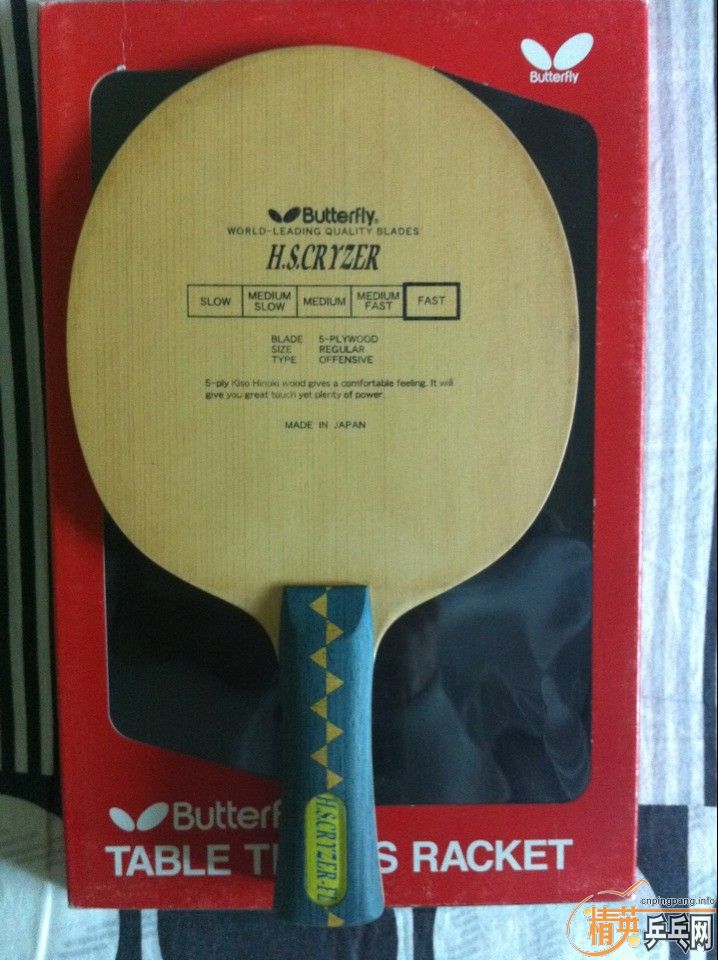 Butterfly
Butterfly®
WORLD-LEADING QUALITY BLADES
H.S.CRYZER
SLOW MEDIUM SLOW MEDIUM MEDIUM FAST FAST
BLADE 5-PLYWOOD
SIZE REGULAR
TYPE OFFENSIVE
5-ply Kiso Hinoki wood gives a comfortable feeling. It will
give you great touch yet plenty of power.
MADE IN JAPAN
H.S.CRYZER-FL
Butterf
TABLE T S RACKET
cnpingpang.info
精英乒乓网